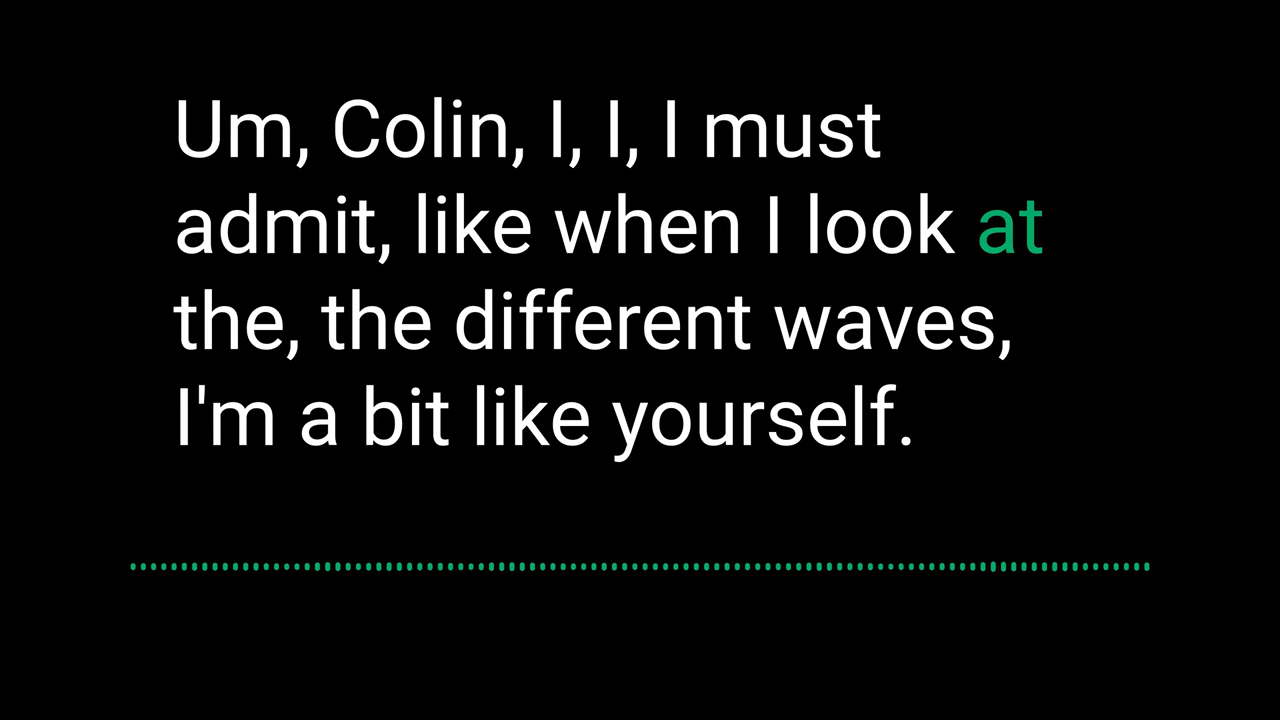 Um, Colin, I, I, I must
admit, like when I look at
the, the different waves,
I'm a bit like yourself.